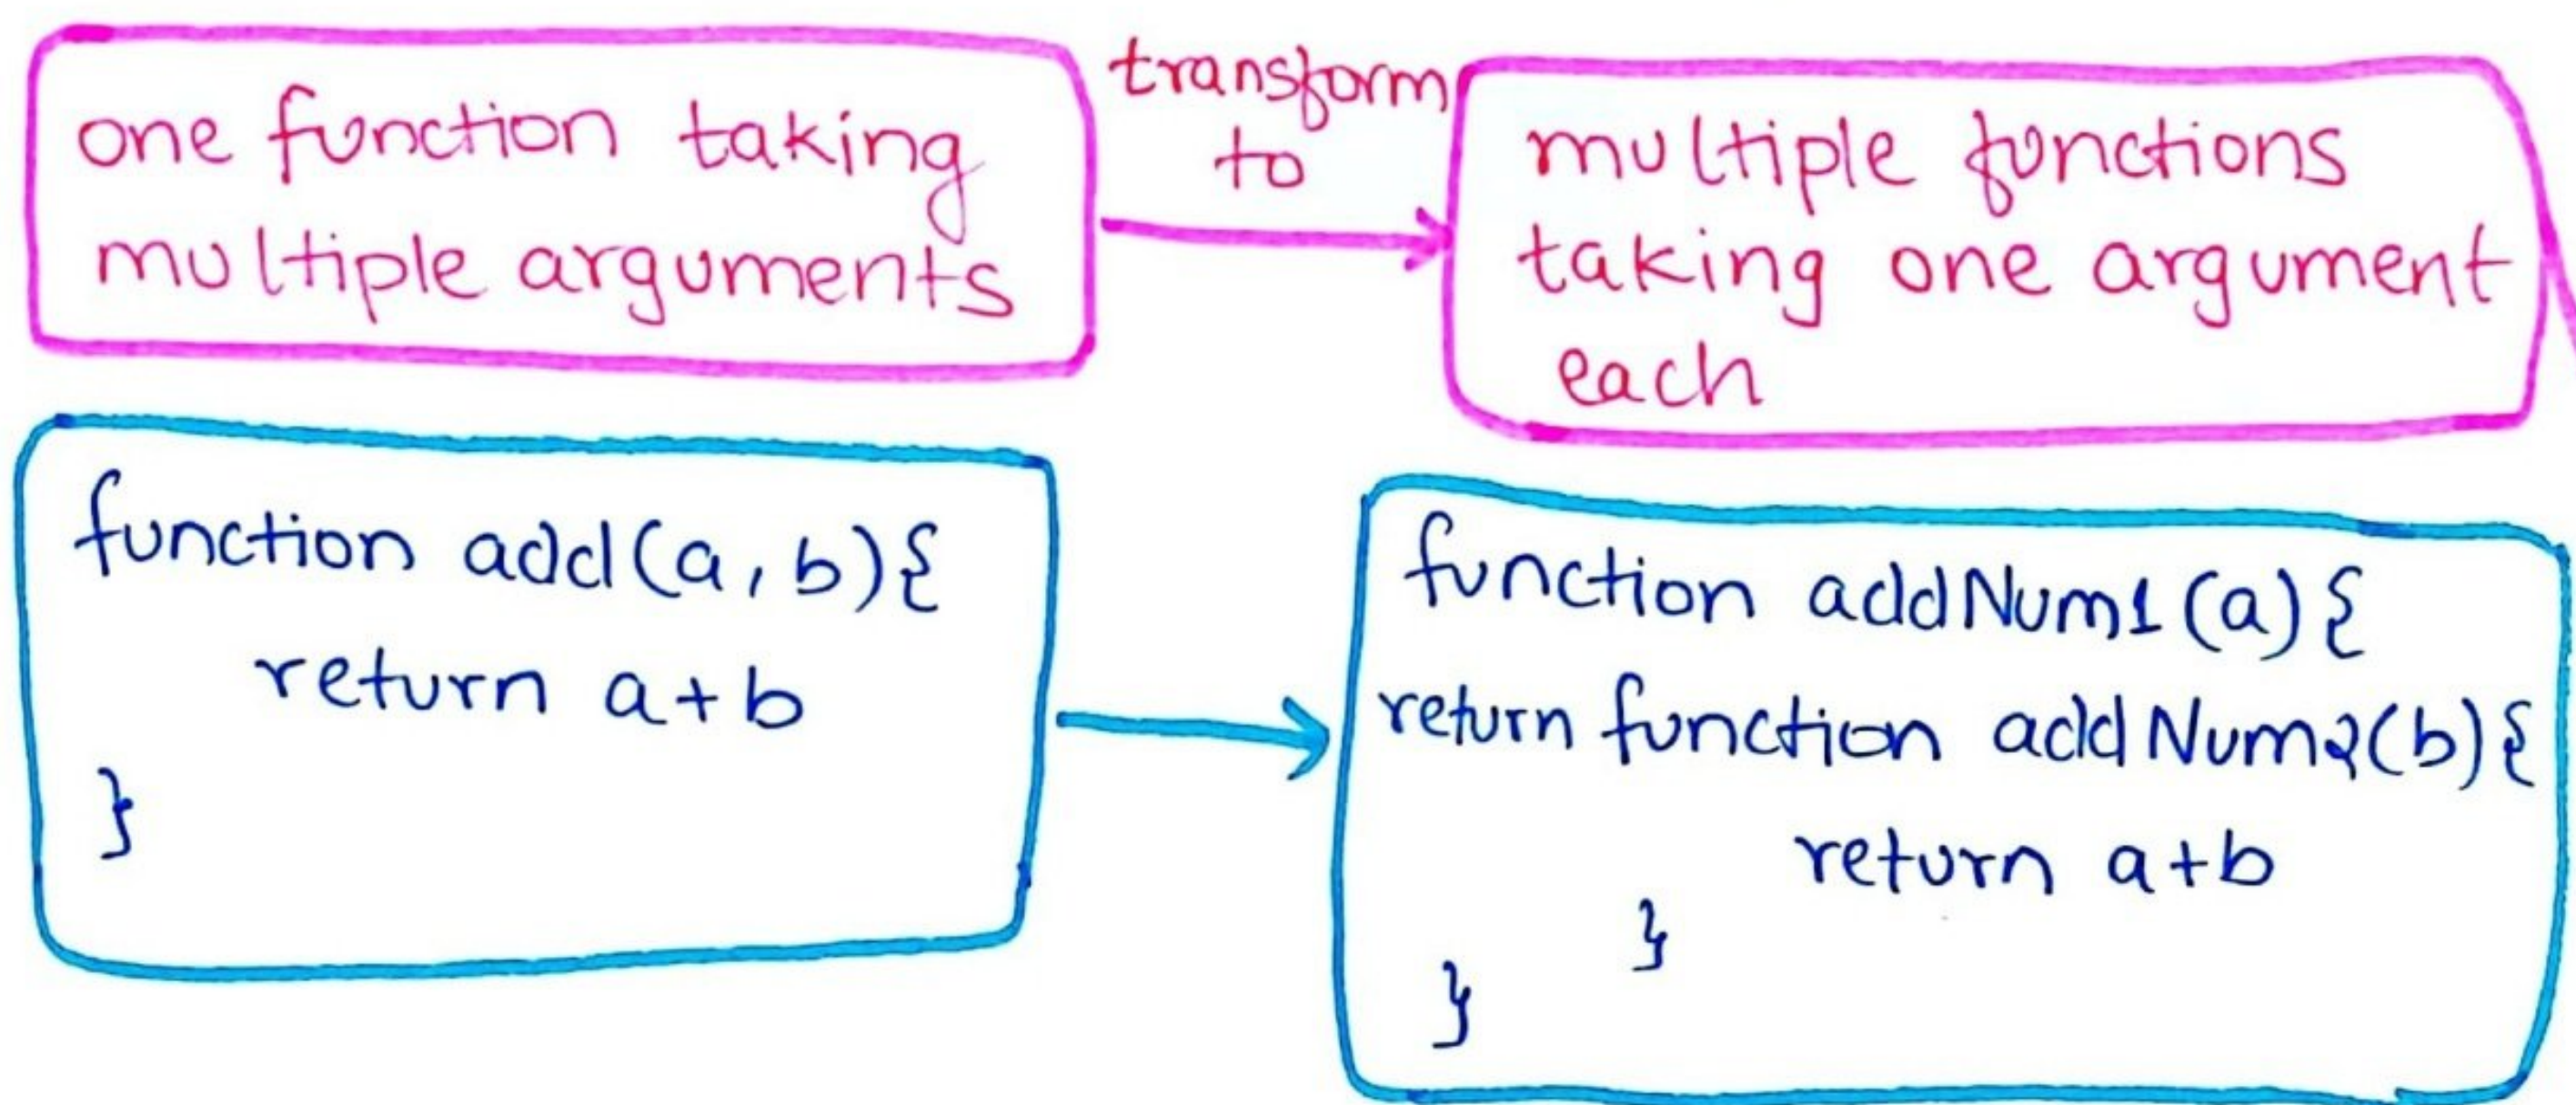 one function taking
multiple arguments
transform
to
multiple functions
taking one argument
each
function add(a,b){
return a+b
}
function addNum1(a){
return function addNum2(b){
return a+b
}
}